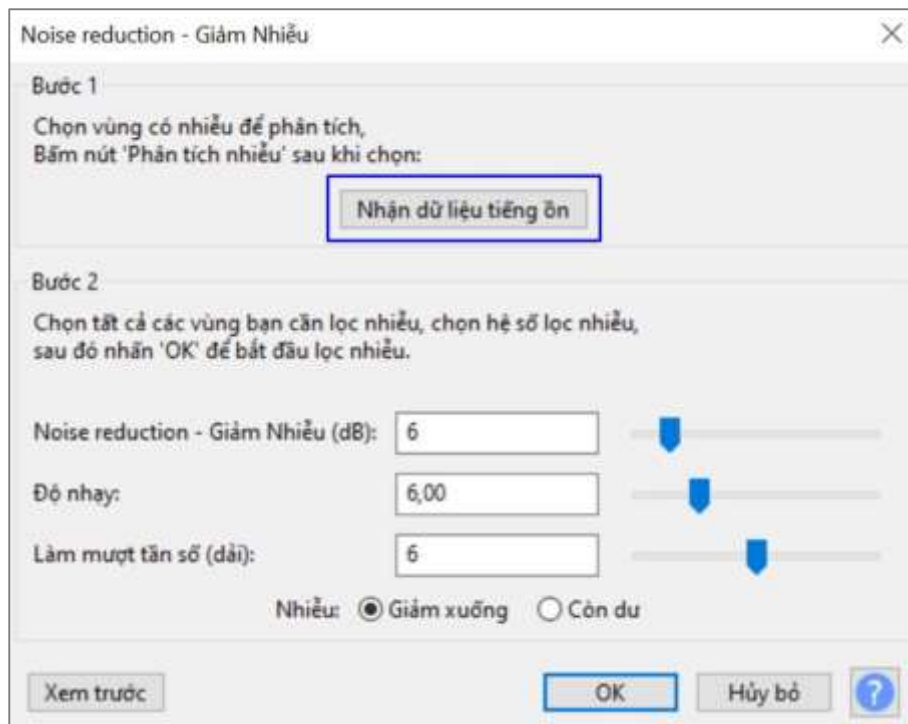 Noise reduction - Giảm Nhiễu
Bước 1
Chọn vùng có nhiễu để phân tích,
Bấm nút 'Phân tích nhiễu' sau khi chọn:
Nhận dữ liệu tiếng ồn
Bước 2
Chọn tất cả các vùng bạn cần lọc nhiễu, chọn hệ số lọc nhiễu,
sau đó nhấn 'OK' để bắt đầu lọc nhiễu.
Noise reduction - Giảm Nhiễu (dB): 6
Độ nhạy: 6,00
Làm mượt tần số (dải): 6
Nhiễu: Giảm xuống Còn dư
Xem trước OK Hủy bỏ ?